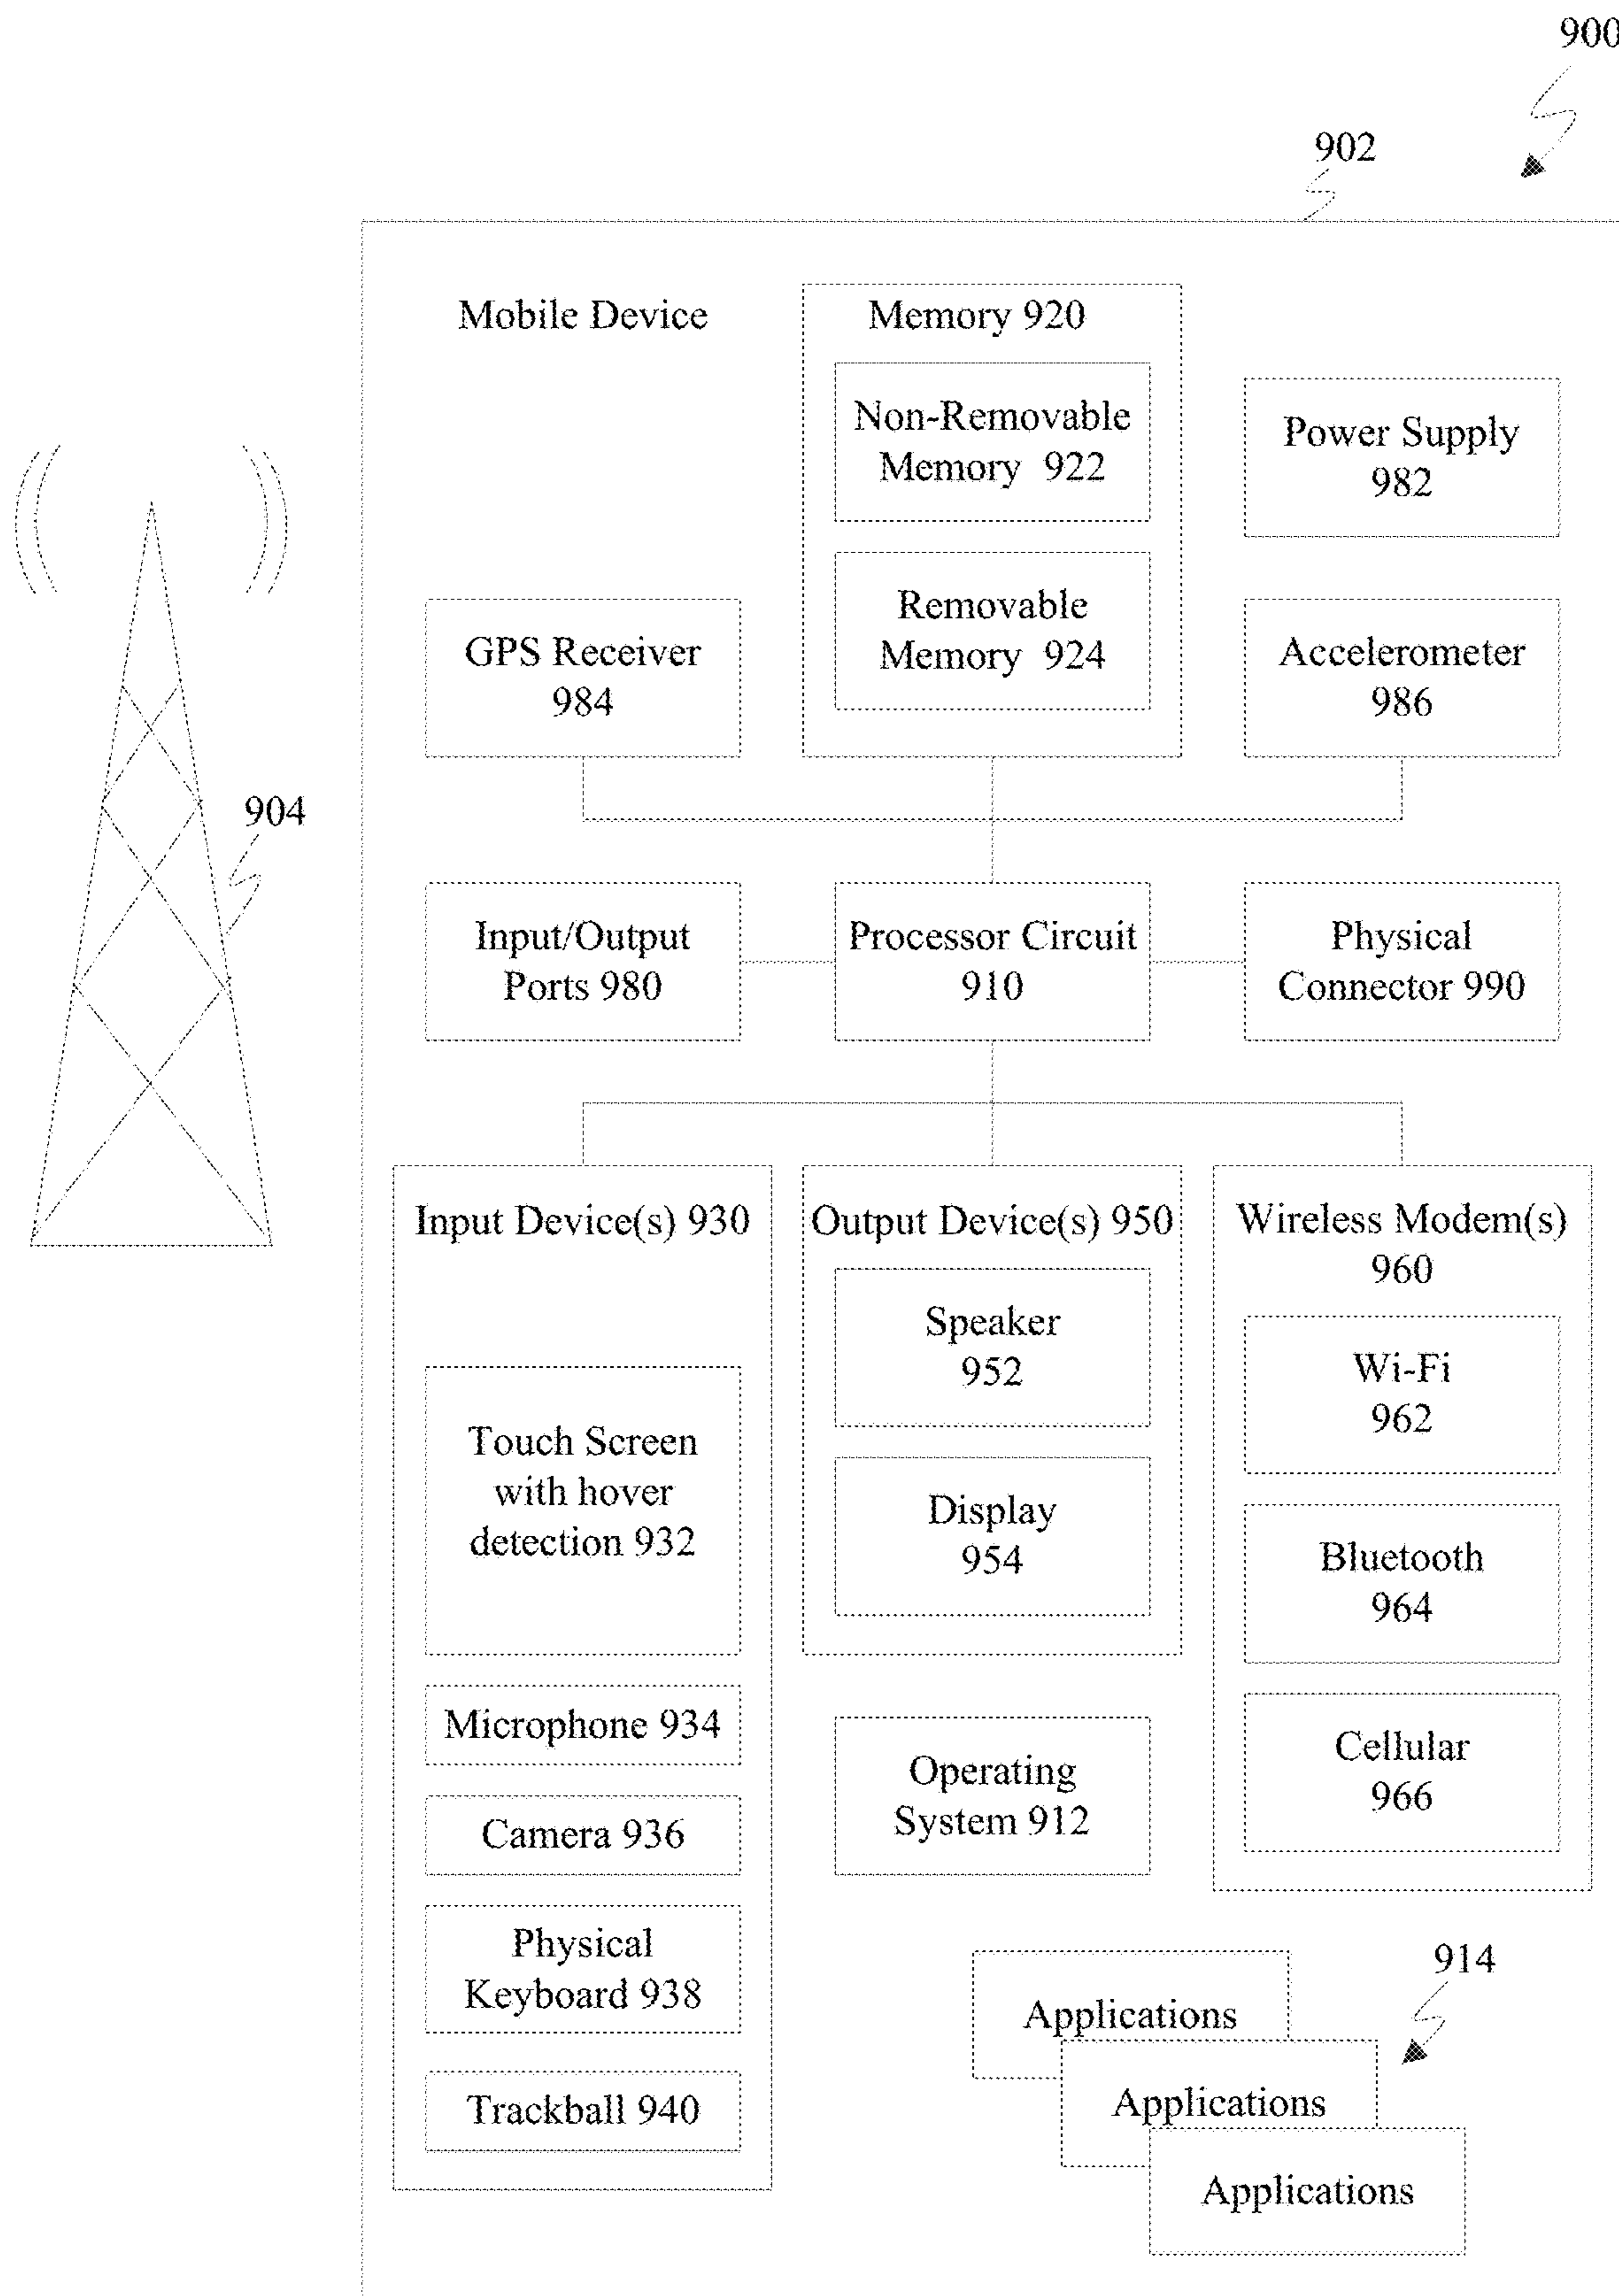 900
902
Mobile Device
Memory 920
Non-Removable
Memory 922
Power Supply
982
Removable
Memory 924
GPS Receiver
984
Accelerometer
986
904
Input/Output
Ports 980
Processor Circuit
910
Physical
Connector 990
Input Device(s) 930
Output Device(s) 950
Wireless Modem(s)
960
Speaker
952
Wi-Fi
962
Touch Screen
with hover
detection 932
Display
954
Bluetooth
964
Microphone 934
Cellular
966
Operating
System 912
Camera 936
Physical
Keyboard 938
914
Applications
Applications
Trackball 940
Applications